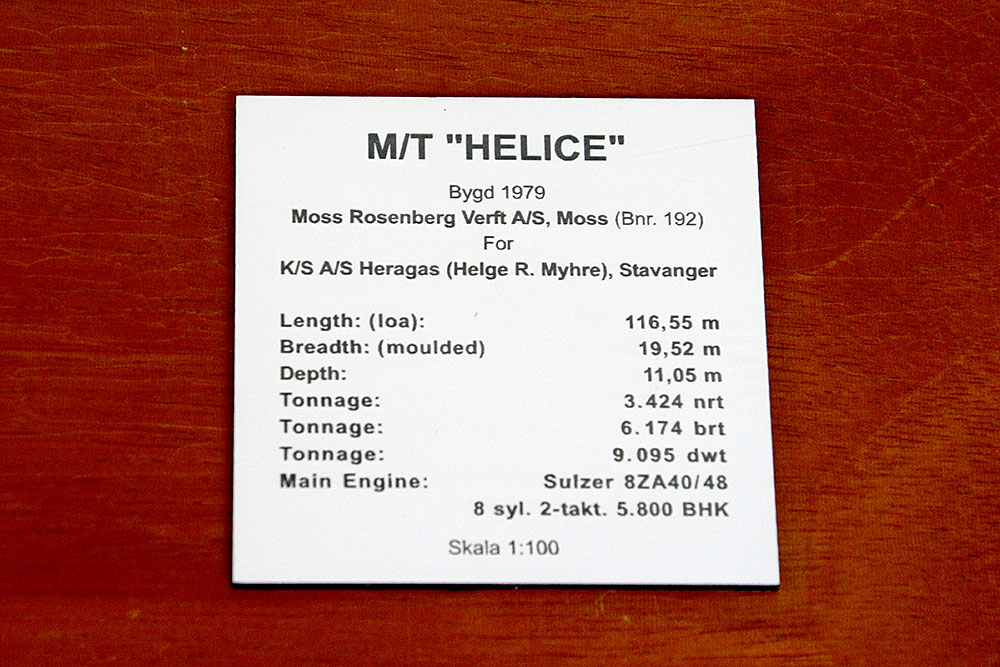 M/T "HELICE"
Bygd 1979
Moss Rosenberg Verft A/S, Moss (Bnr. 192)
For
K/S A/S Heragas (Helge R. Myhre), Stavanger
Length: (loa): 116,55 m
Breadth: (moulded) 19,52 m
Depth: 11,05 m
Tonnage: 3.424 nrt
Tonnage: 6.174 brt
Tonnage: 9.095 dwt
Main Engine: Sulzer 8ZA40/48
8 syl. 2-takt. 5.800 BHK
Skala 1:100